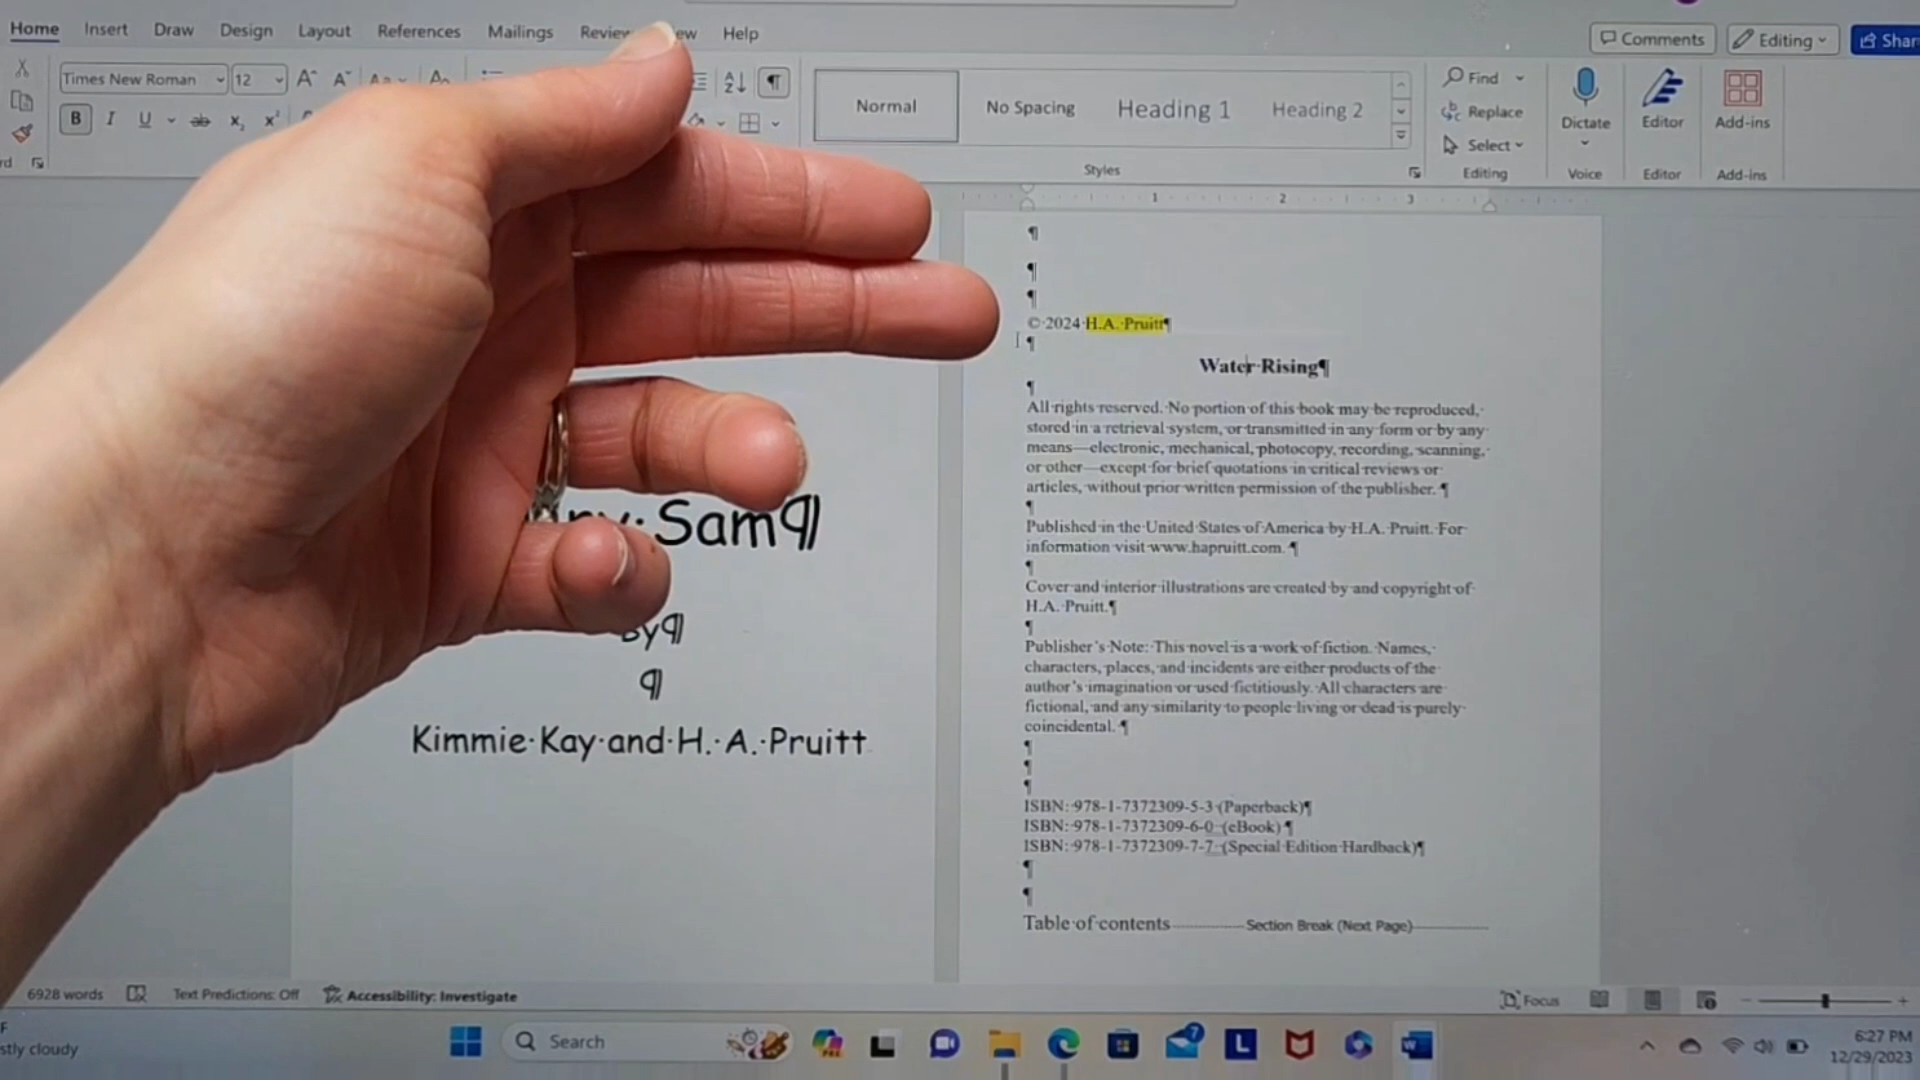 Home Insert Draw Design Layout References Mailings Review Help
Comments Editing
Times New Roman 12
B I U ab x₂ x²
Normal No Spacing Heading 1 Heading 2
Find
Replace
Select
Dictate Editor Add-ins
Styles Editing Voice Editor Add-ins
1 2 3
¶
¶
¶
© 2024 H.A. Pruitt¶
¶
Water Rising¶
¶
All rights reserved. No portion of this book may be reproduced,
stored in a retrieval system, or transmitted in any form or by any
means—electronic, mechanical, photocopy, recording, scanning,
or other—except for brief quotations in critical reviews or
articles, without prior written permission of the publisher. ¶
¶
Published in the United States of America by H.A. Pruitt. For
information visit www.hapruitt.com. ¶
¶
Cover and interior illustrations are created by and copyright of
H.A. Pruitt.¶
¶
Publisher's Note: This novel is a work of fiction. Names,
characters, places, and incidents are either products of the
author's imagination or used fictitiously. All characters are
fictional, and any similarity to people living or dead is purely
coincidental. ¶
¶
¶
¶
ISBN: 978-1-7372309-5-3 (Paperback)¶
ISBN: 978-1-7372309-6-0 (eBook) ¶
ISBN: 978-1-7372309-7-7 (Special Edition Hardback)¶
¶
¶
Table of contents Section Break (Next Page)
Sam¶
By¶
¶
Kimmie Kay and H. A. Pruitt
6928 words Text Predictions: Off Accessibility: Investigate
Focus
cloudy
Search
PRE
7
L
W
6:27 PM
12/29/2023